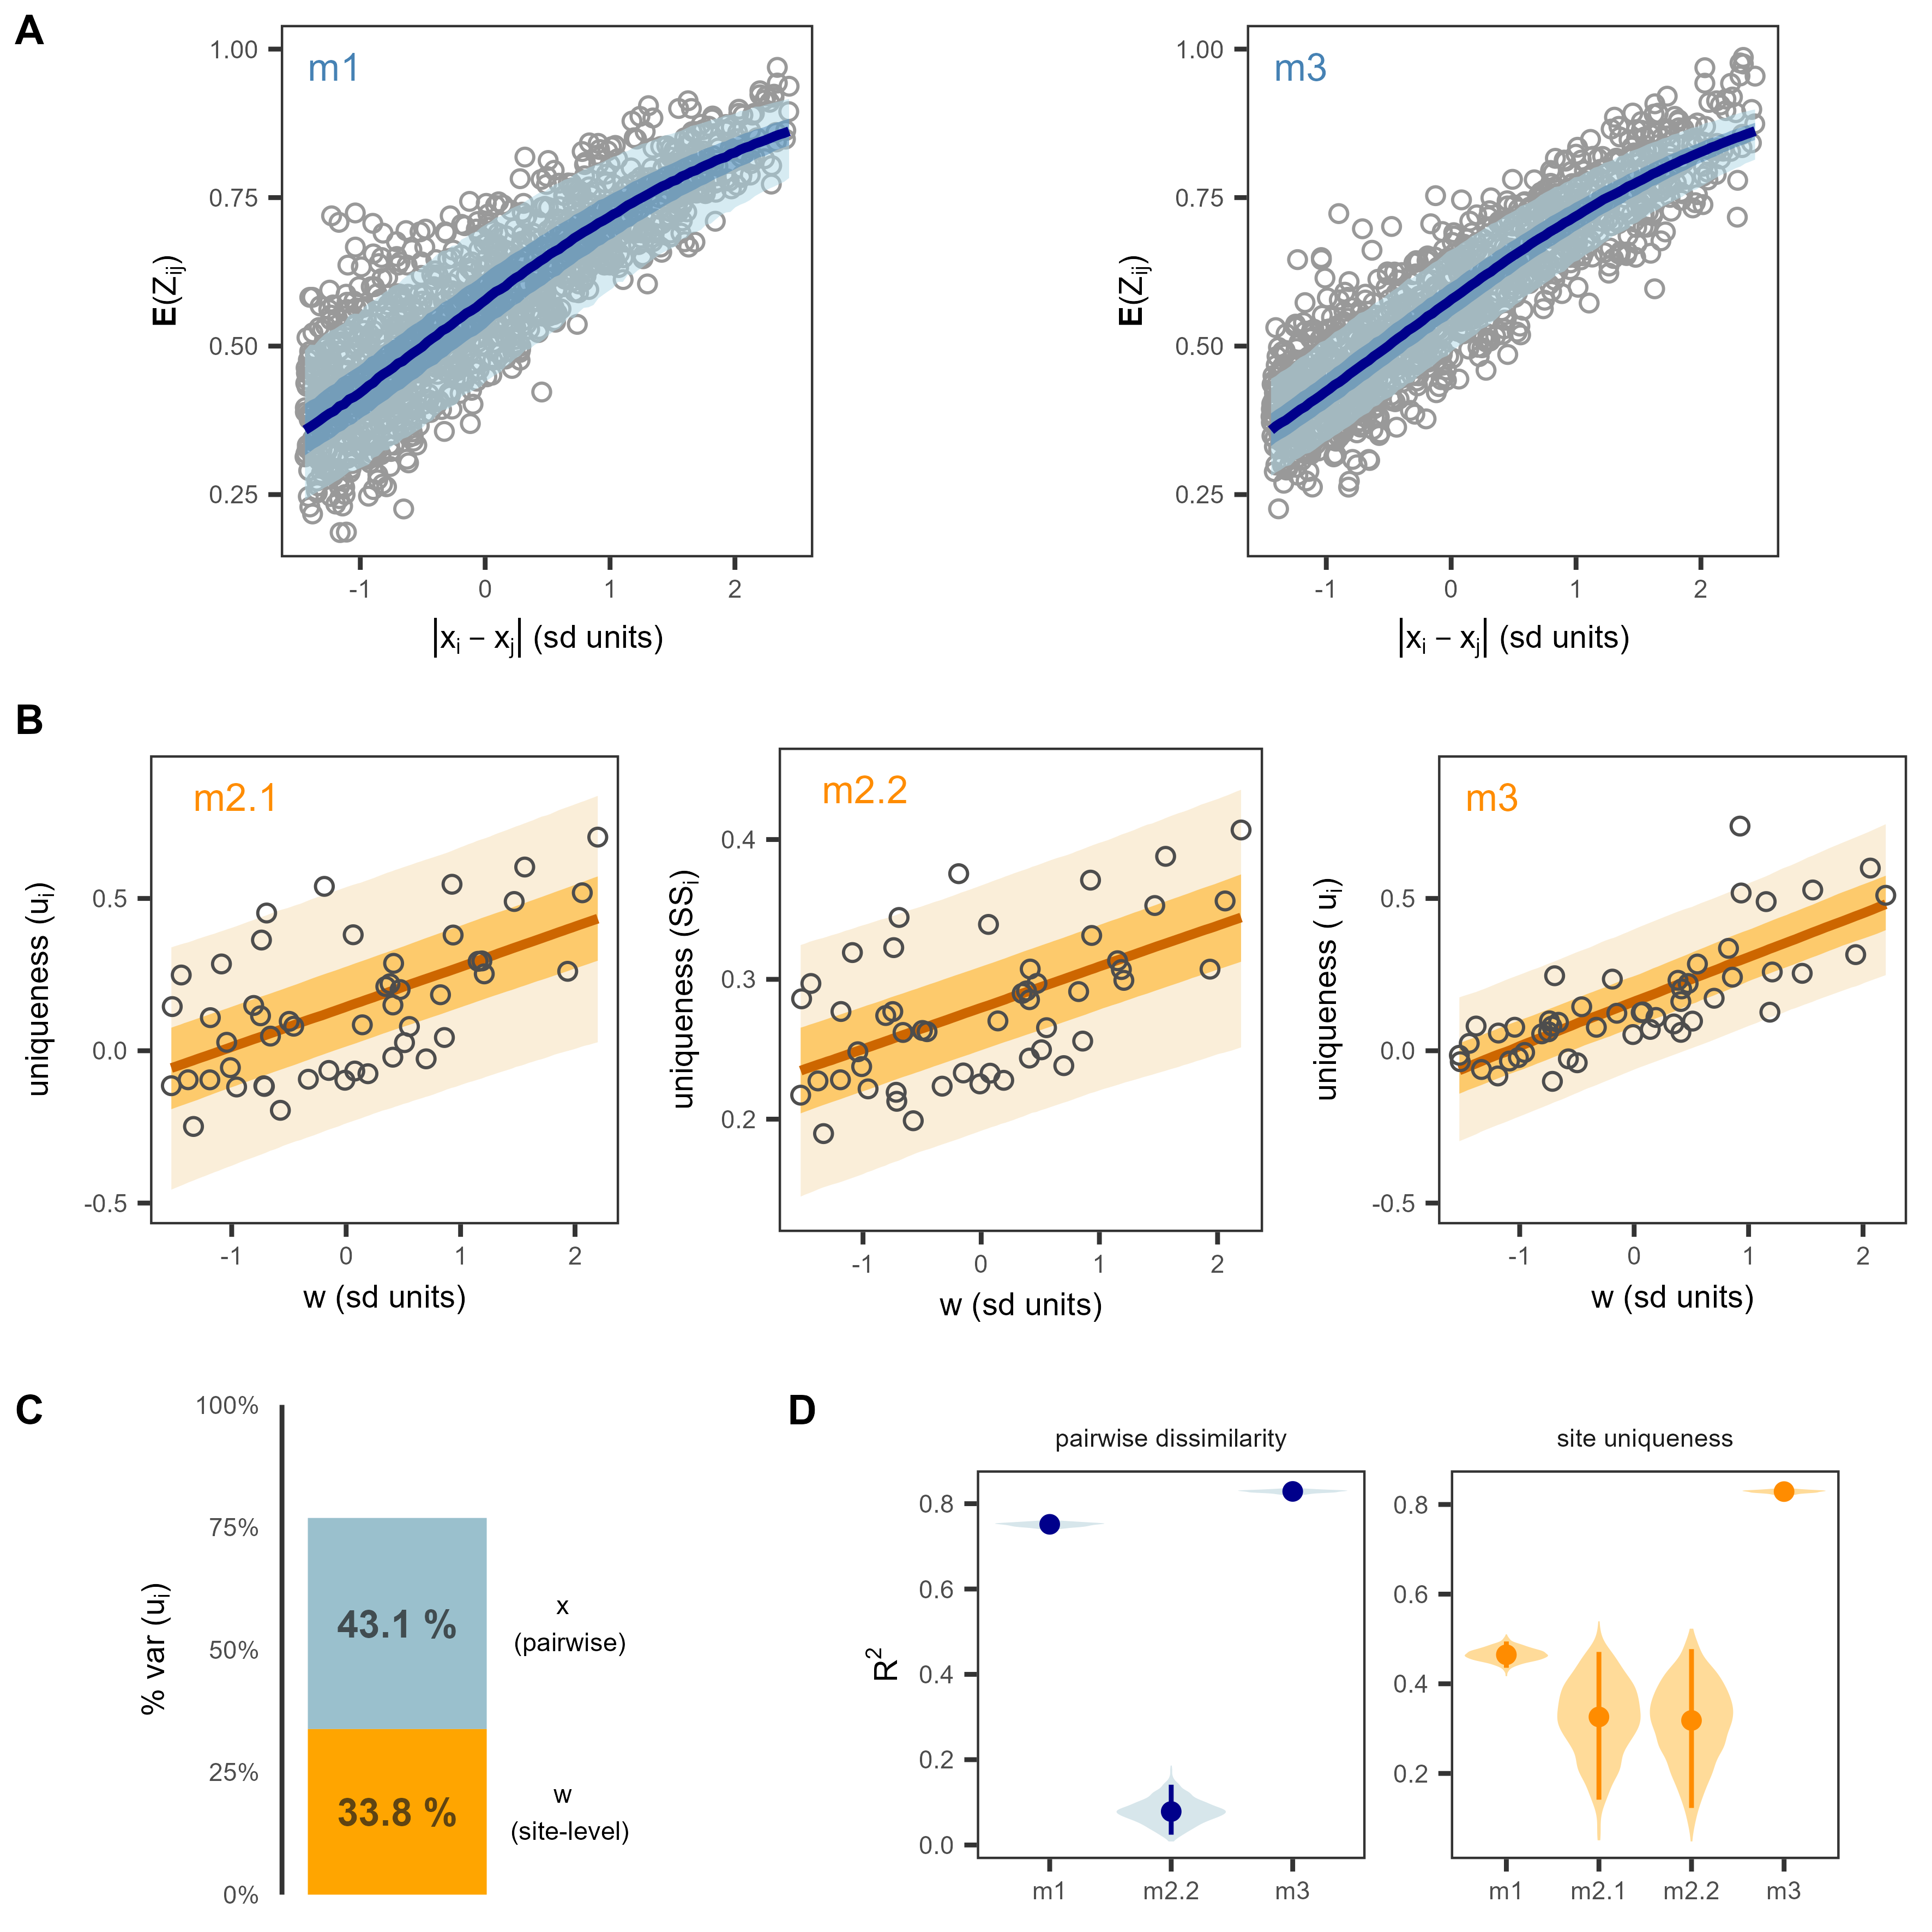 A
m1
1.00
0.75
0.50
0.25
E(Zij)
-1 0 1 2
|xi − xj| (sd units)
m3
1.00
0.75
0.50
0.25
E(Zij)
-1 0 1 2
|xi − xj| (sd units)
B
m2.1
0.5
0.0
-0.5
uniqueness (ui)
-1 0 1 2
w (sd units)
m2.2
0.4
0.3
0.2
uniqueness (SSi)
-1 0 1 2
w (sd units)
m3
0.5
0.0
-0.5
uniqueness ( ui)
-1 0 1 2
w (sd units)
C
100%
75%
50%
25%
0%
% var (ui)
43.1 %
x
(pairwise)
33.8 %
w
(site-level)
D
pairwise dissimilarity
0.8
0.6
0.4
0.2
0.0
R2
m1 m2.2 m3
site uniqueness
0.8
0.6
0.4
0.2
m1 m2.1 m2.2 m3